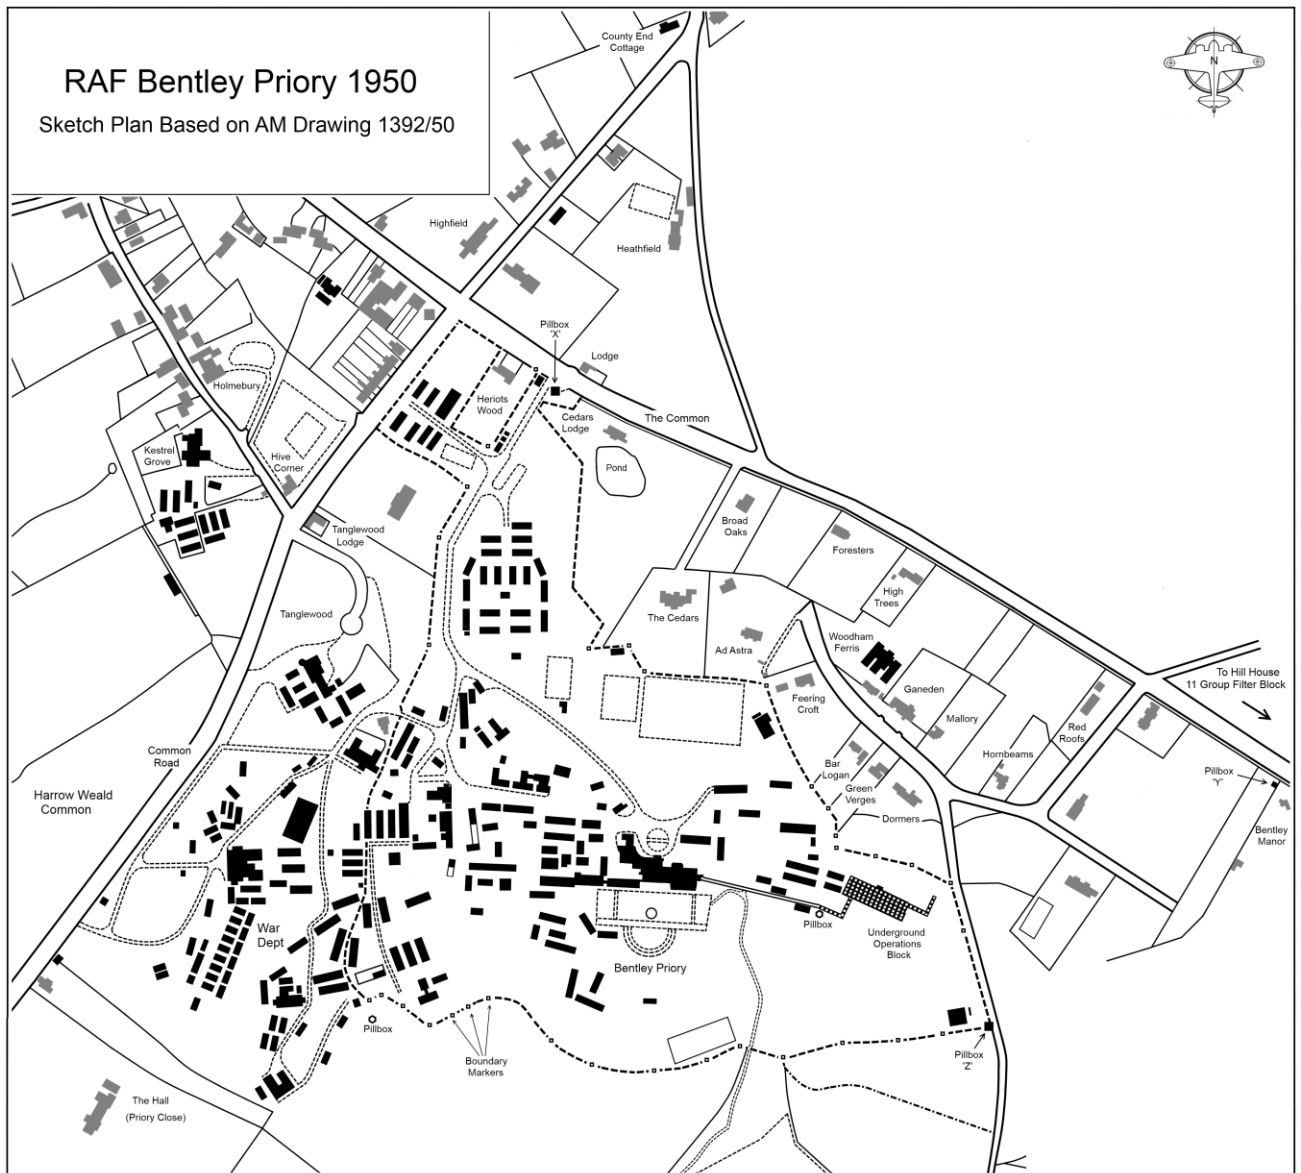 RAF Bentley Priory 1950
Sketch Plan Based on AM Drawing 1392/50
County End
Cottage
N
Highfield
Heathfield
Pillbox
'X'
Lodge
Holmebury
Heriots
Wood
Cedars
Lodge
The Common
Kestrel
Grove
Hive
Corner
Pond
Tanglewood
Lodge
Broad
Oaks
Foresters
High
Trees
Tanglewood
The Cedars
Ad Astra
Woodham
Ferris
To Hill House
11 Group Filter Block
Ganeden
Feering
Croft
Mallory
Red
Roofs
Hornbeams
Common
Road
Bar
Logan
Green
Verges
Pillbox
'Y'
Harrow Weald
Common
Dormers
Bentley
Manor
War
Dept
Pillbox
Underground
Operations
Block
Bentley Priory
Pillbox
Boundary
Markers
Pillbox
'Z'
The Hall
(Priory Close)